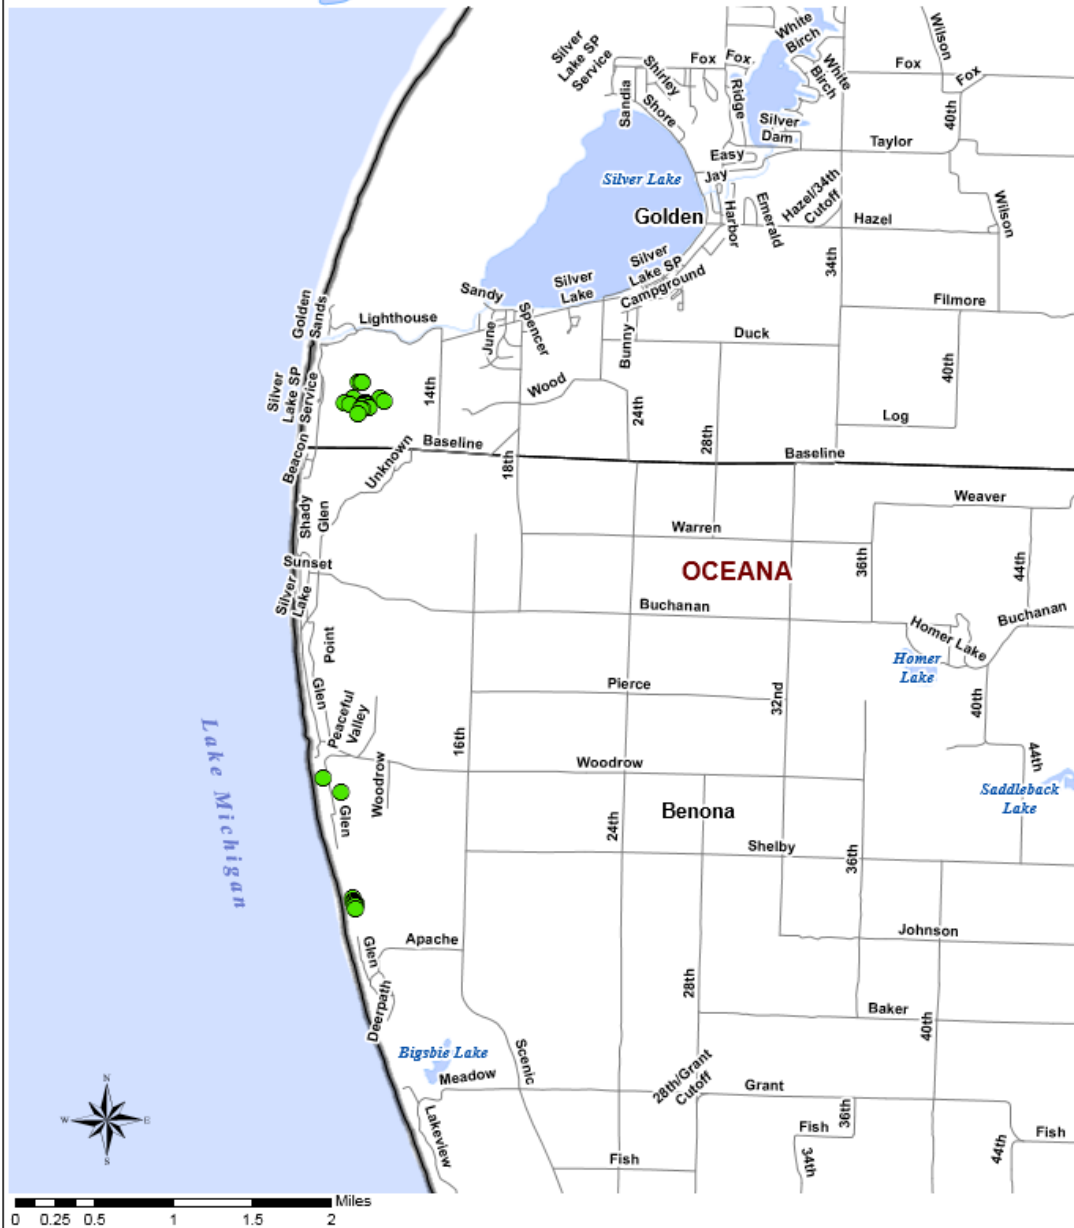 White
Birch
Wilson
Silver
Lake SP
Service
Fox
Fox
Shirley
White
Birch
Fox
Fox
Sandia
Shore
Ridge
40th
Silver
Dam
Taylor
Easy
Jay
Silver Lake
Hazel/34th
Cutoff
Emerald
Harbor
Golden
Hazel
Wilson
34th
Silver
Lake SP
Campground
Silver
Lake
Sandy
Golden
Sands
Lighthouse
June
Spencer
Bunny
Duck
Filmore
40th
Silver
Lake SP
Service
14th
Wood
24th
28th
Log
Beacon
Unknown
Baseline
18th
Baseline
Shady
Glen
Weaver
Warren
OCEANA
36th
44th
Sunset
Silver
Lake
Buchanan
Buchanan
Homer Lake
Point
Homer
Lake
Glen
Peaceful
Valley
Pierce
32nd
40th
16th
Lake Michigan
Woodrow
Woodrow
44th
Saddleback
Lake
Glen
24th
Benona
Shelby
36th
Glen
Apache
Johnson
28th
Deerpath
Baker
40th
Bigsbie Lake
Meadow
Scenic
28th/Grant
Cutoff
Grant
N
W
E
S
Lakeview
36th
Fish
34th
44th
Fish
Fish
Miles
0 0.25 0.5 1 1.5 2